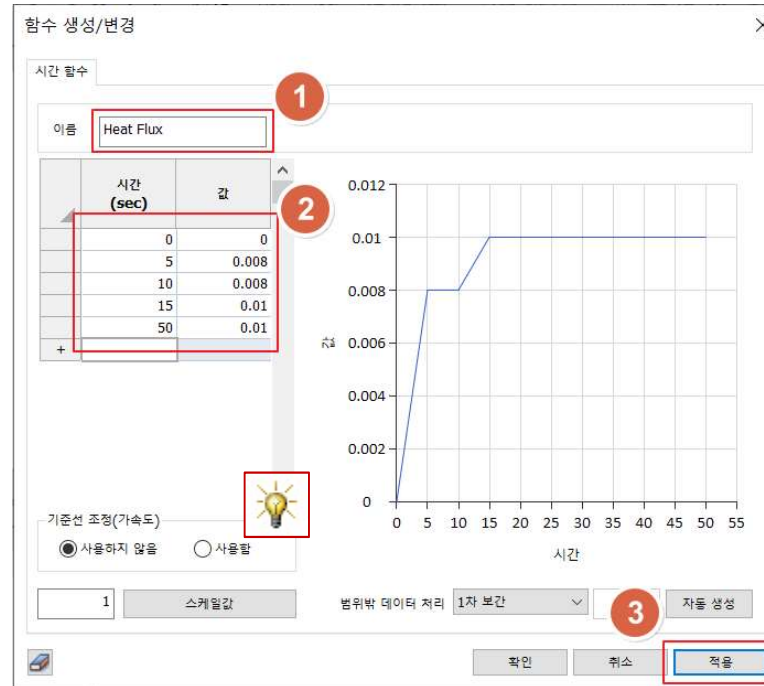 함수 생성/변경
시간 함수
1
이름 Heat Flux
시간 (sec) 값
2
0 0
5 0.008
10 0.008
15 0.01
50 0.01
+
0.012
0.01
0.008
0.006
0.004
0.002
0
값
0 5 10 15 20 25 30 35 40 45 50 55
시간
기준선 조정(가속도)
사용하지 않음 사용함
1 스케일값 범위밖 데이터 처리 1차 보간 자동 생성
3
확인 취소 적용